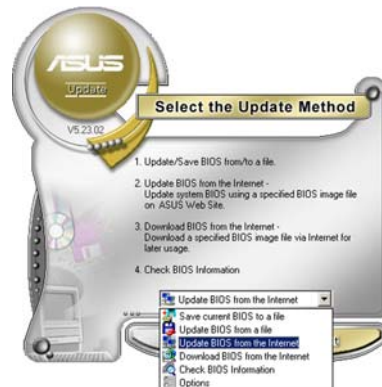 ASUS
Update
V5.23.02
Select the Update Method
1. Update/Save BIOS from/to a file.
2. Update BIOS from the Internet -
Update system BIOS using a specified BIOS image file
on ASUS Web Site.
3. Download BIOS from the Internet -
Download a specified BIOS image file via Internet for
later usage.
4. Check BIOS Information
Update BIOS from the Internet
Save current BIOS to a file
Update BIOS from a file
Update BIOS from the Internet
Download BIOS from the Internet
Check BIOS Information
Options